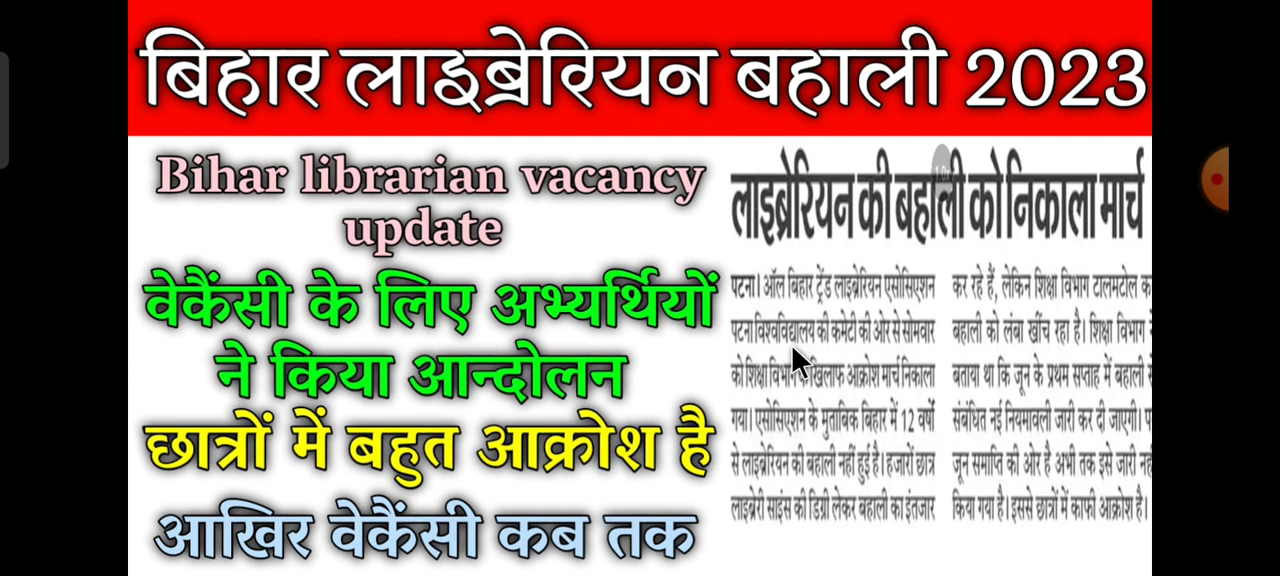 बिहार लाइब्रेरियन बहाली 2023
Bihar librarian vacancy
update
वेकैंसी के लिए अभ्यर्थियों
ने किया आन्दोलन
छात्रों में बहुत आक्रोश है
आखिर वेकैंसी कब तक
लाइब्रेरियन की बहाली को निकाला मार्च
पटना। ऑल बिहार ट्रेंड लाइब्रेरियन एसोसिएशन
पटना विश्वविद्यालय की कमेटी की ओर से सोमवार
को शिक्षा विभाग के खिलाफ आक्रोश मार्च निकाला
गया। एसोसिएशन के मुताबिक बिहार में 12 वर्षों
से लाइब्रेरियन की बहाली नहीं हुई है। हजारों छात्र
लाइब्रेरी साइंस की डिग्री लेकर बहाली का इंतजार
कर रहे हैं, लेकिन शिक्षा विभाग टालमटोल क
बहाली को लंबा खींच रहा है। शिक्षा विभाग
बताया था कि जून के प्रथम सप्ताह में बहाली
संबंधित नई नियमावली जारी कर दी जाएगी। प
जून समाप्ति की ओर है अभी तक इसे जारी नह
किया गया है। इससे छात्रों में काफी आक्रोश है।
1.0x